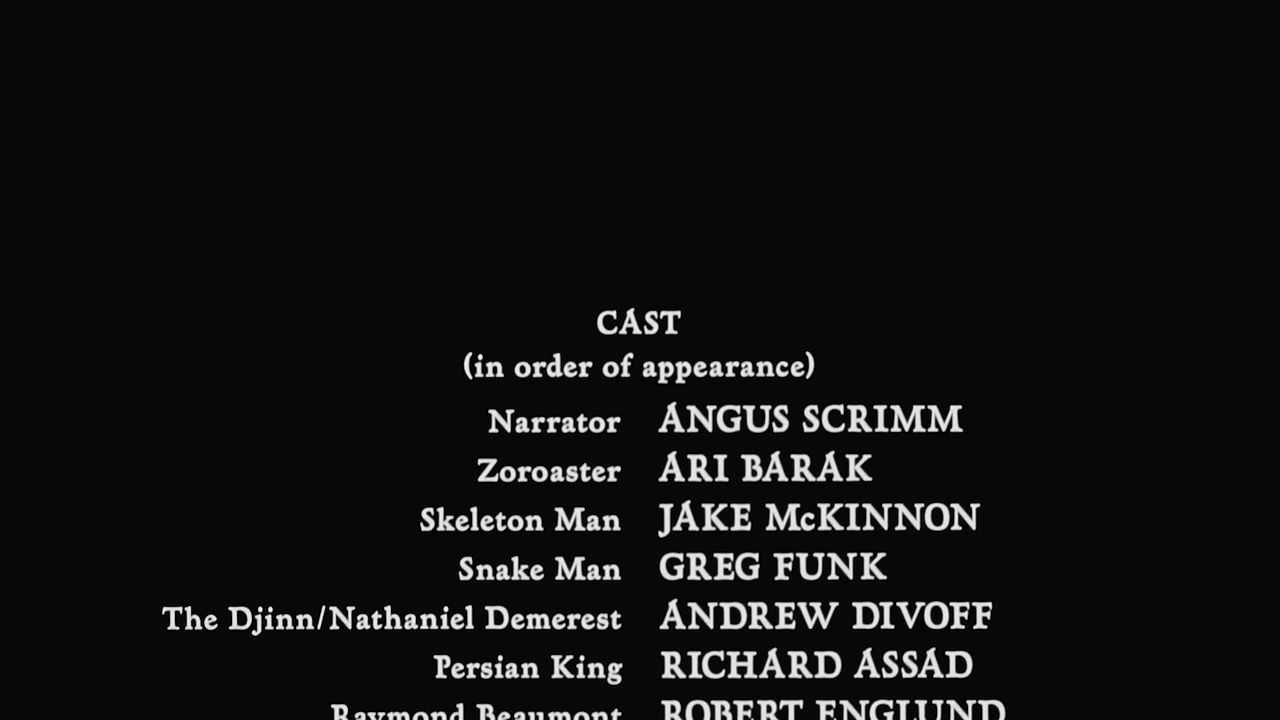 CAST
(in order of appearance)
Narrator ANGUS SCRIMM
Zoroaster ARI BARAK
Skeleton Man JAKE McKINNON
Snake Man GREG FUNK
The Djinn/Nathaniel Demerest ANDREW DIVOFF
Persian King RICHARD ASSAD
Raymond Beaumont ROBERT ENGLUND